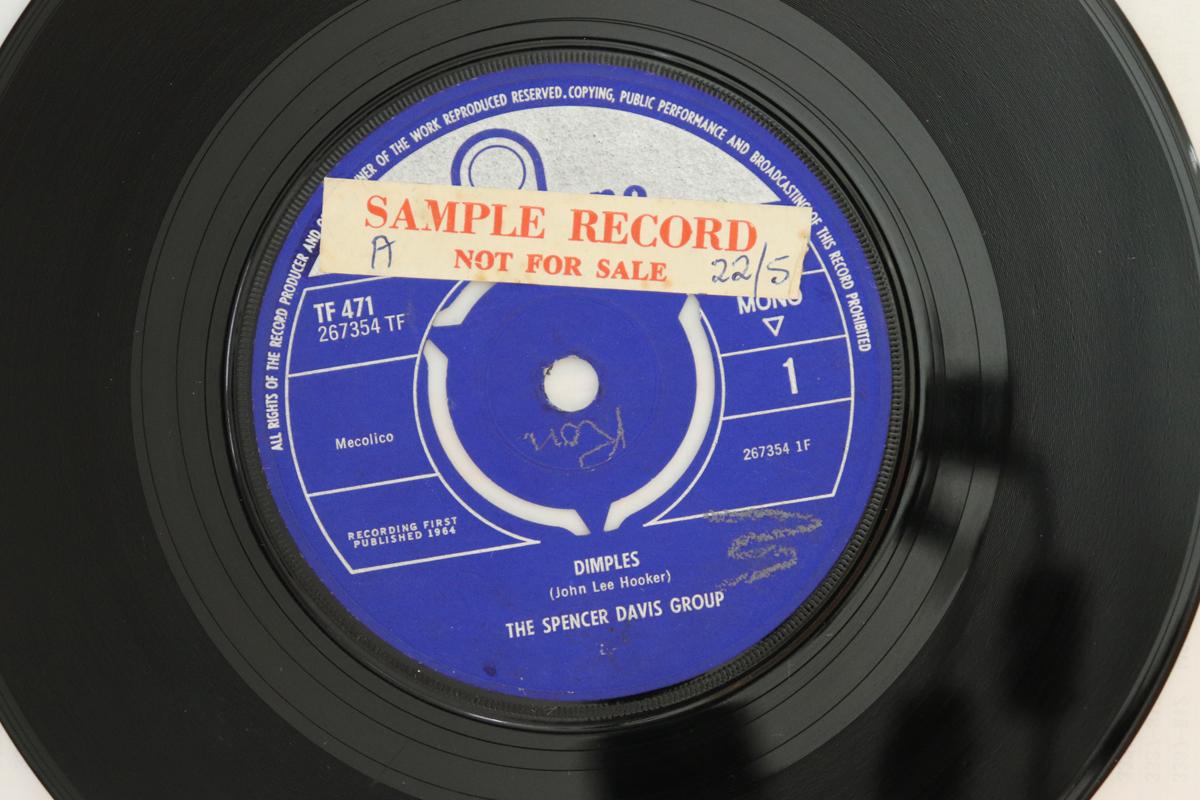 ALL RIGHTS OF THE RECORD PRODUCER AND OWNER OF THE WORK REPRODUCED RESERVED. COPYING, PUBLIC PERFORMANCE AND BROADCASTING OF THIS RECORD PROHIBITED
SAMPLE RECORD
A
NOT FOR SALE
22/5
TF 471
267354 TF
MONO
1
Mecolico
267354 1F
RECORDING FIRST
PUBLISHED 1964
DIMPLES
(John Lee Hooker)
THE SPENCER DAVIS GROUP